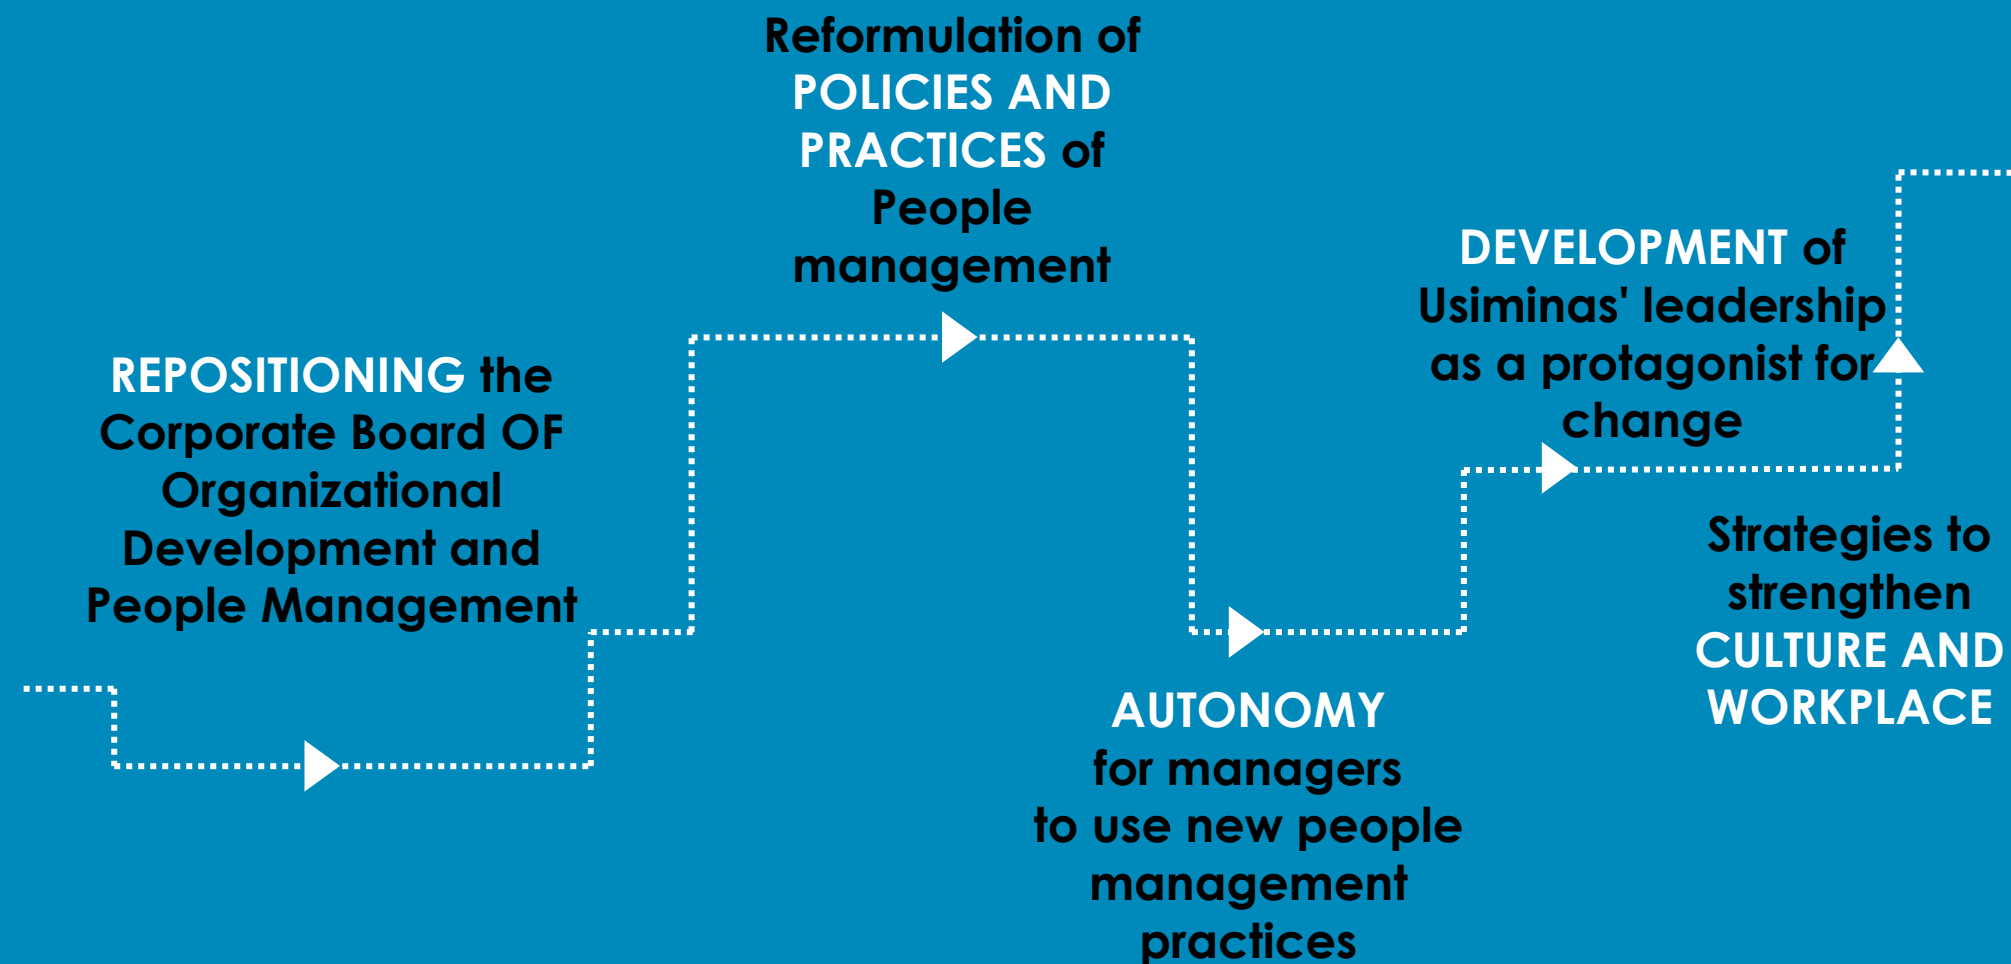 REPOSITIONING the
Corporate Board OF
Organizational
Development and
People Management
Reformulation of
POLICIES AND
PRACTICES of
People
management
AUTONOMY
for managers
to use new people
management
practices
DEVELOPMENT of
Usiminas' leadership
as a protagonist for
change
Strategies to
strengthen
CULTURE AND
WORKPLACE